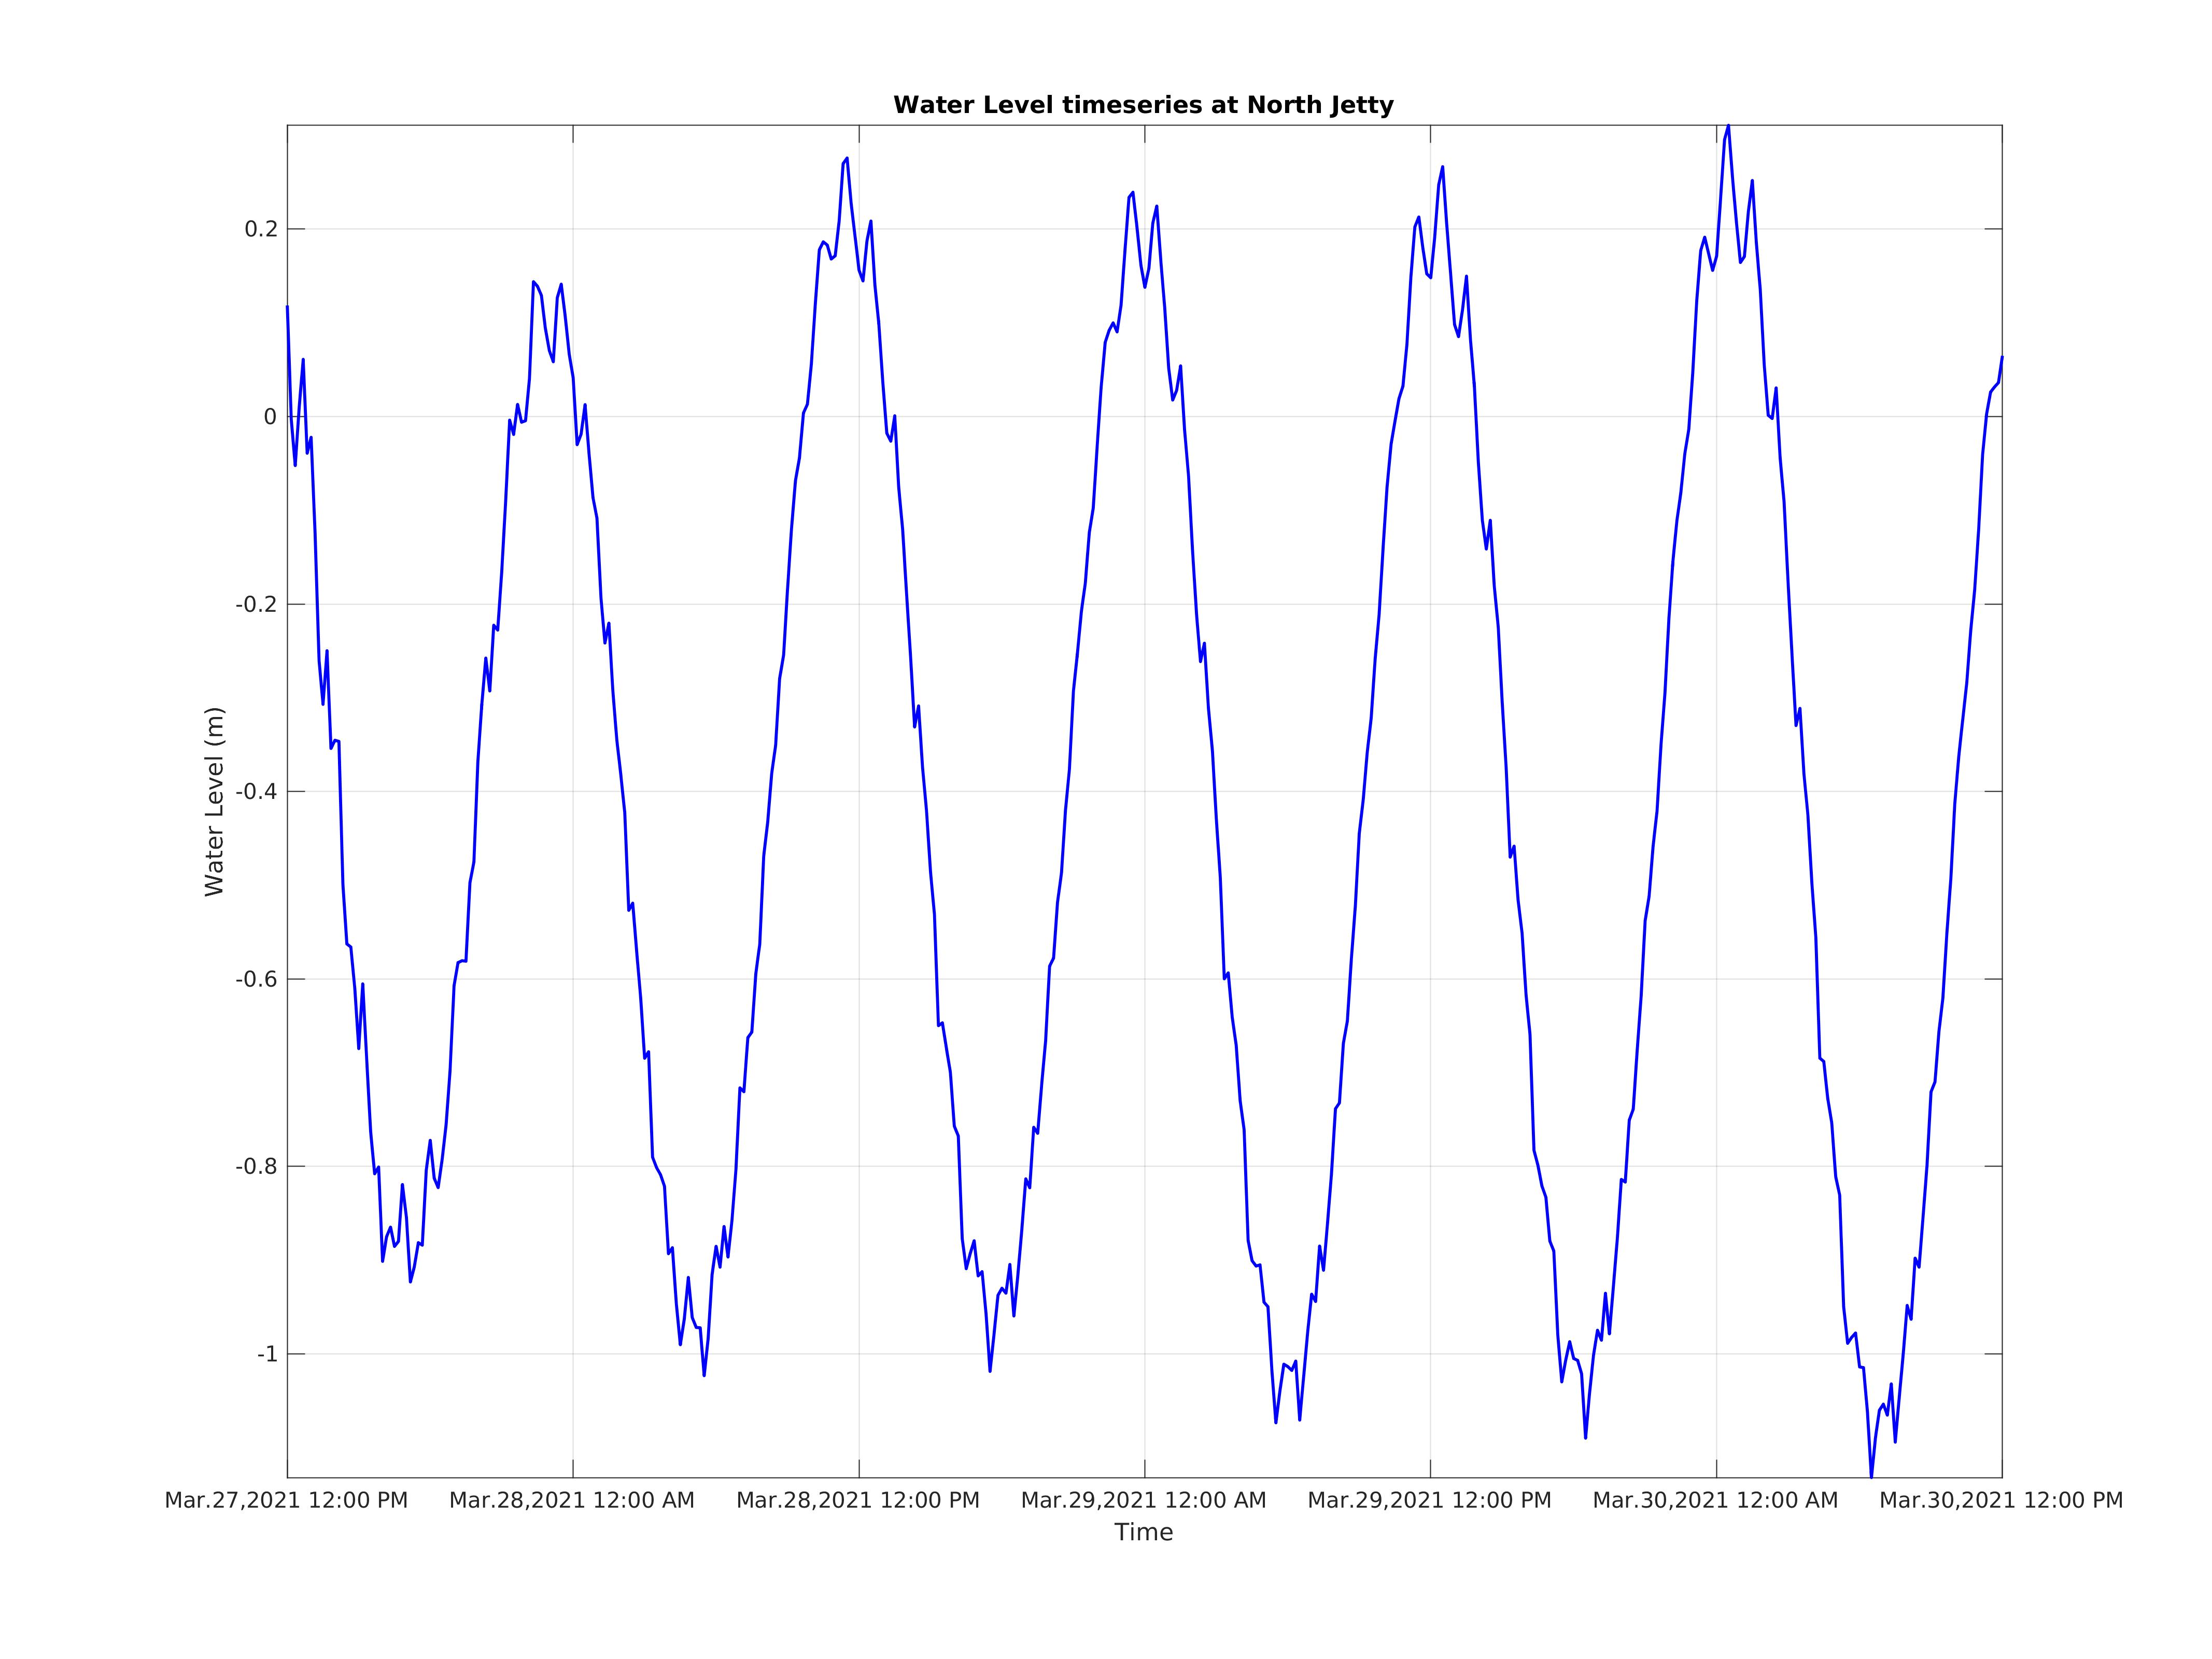 Water Level timeseries at North Jetty
0.2
0
-0.2
-0.4
-0.6
-0.8
-1
Water Level (m)
Mar.27,2021 12:00 PM Mar.28,2021 12:00 AM Mar.28,2021 12:00 PM Mar.29,2021 12:00 AM Mar.29,2021 12:00 PM Mar.30,2021 12:00 AM Mar.30,2021 12:00 PM
Time